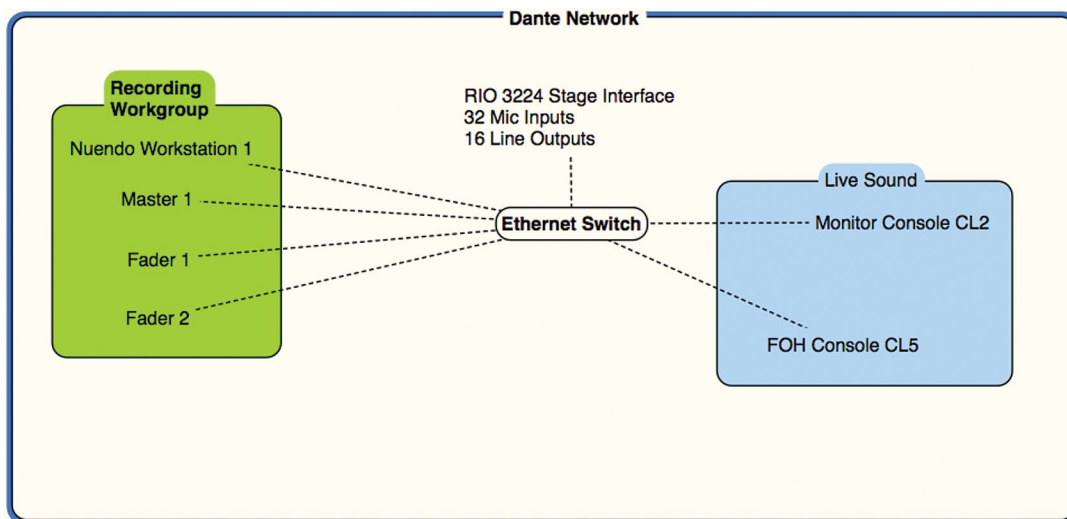 Dante Network
Recording
Workgroup
Nuendo Workstation 1
Master 1
Fader 1
Fader 2
RIO 3224 Stage Interface
32 Mic Inputs
16 Line Outputs
Ethernet Switch
Live Sound
Monitor Console CL2
FOH Console CL5